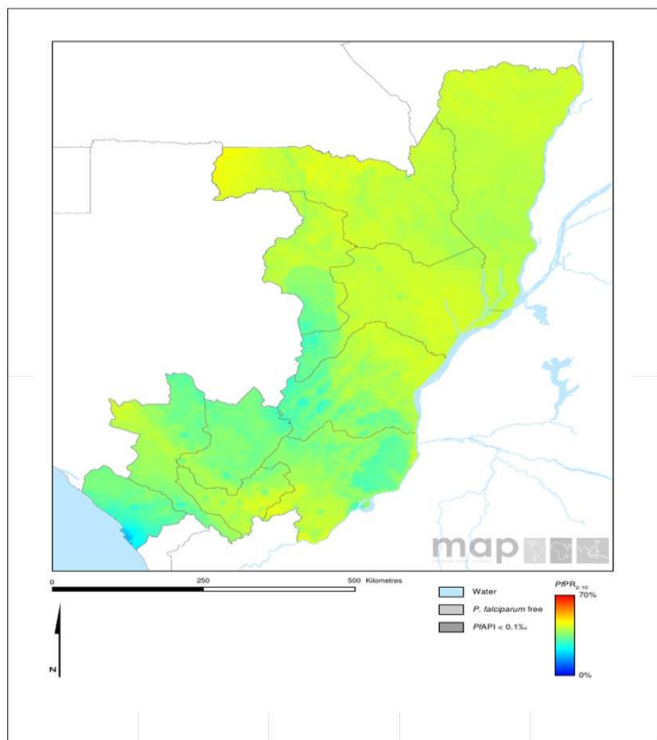 map
0 250 500 Kilometres
Water
P. falciparum free
PfAPI < 0.1‰
PfPR2-10
70%
0%
N